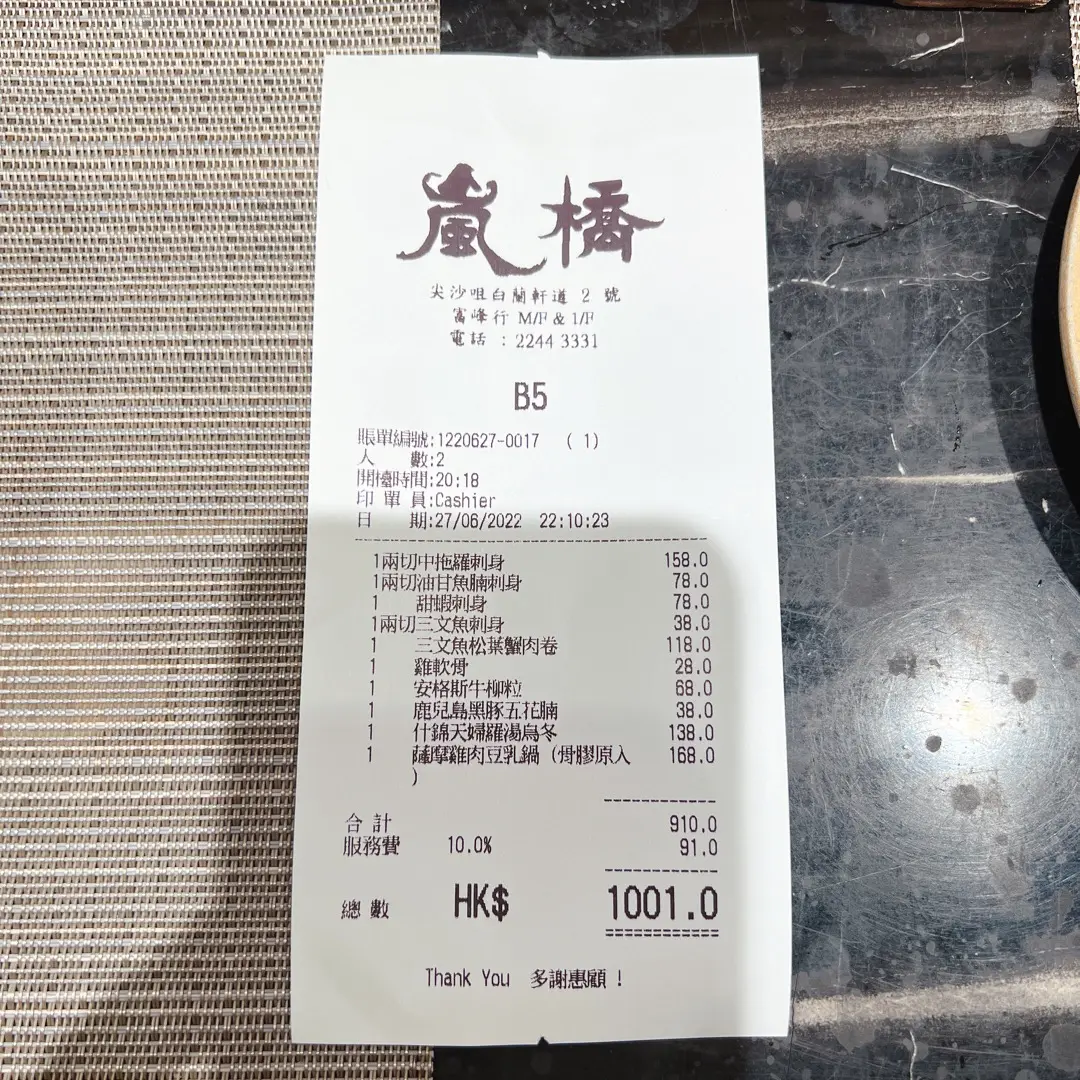 嵐橋
尖沙咀白蘭軒道 2 號
富峰行 M/F & 1/F
電話 : 2244 3331
B5
賬單編號:1220627-0017 ( 1)
人 數:2
開檯時間:20:18
印 單 員:Cashier
日 期:27/06/2022 22:10:23
1兩切中拖羅刺身 158.0
1兩切油甘魚腩刺身 78.0
1 甜蝦刺身 78.0
1兩切三文魚刺身 38.0
1 三文魚松葉蟹肉卷 118.0
1 雞軟骨 28.0
1 安格斯牛柳粒 68.0
1 鹿兒島黑豚五花腩 38.0
1 什錦天婦羅湯烏冬 138.0
1 薩摩雞肉豆乳鍋 (骨膠原入 168.0
)
合 計 910.0
服務費 10.0% 91.0
總 數 HK$ 1001.0
Thank You 多謝惠顧 !